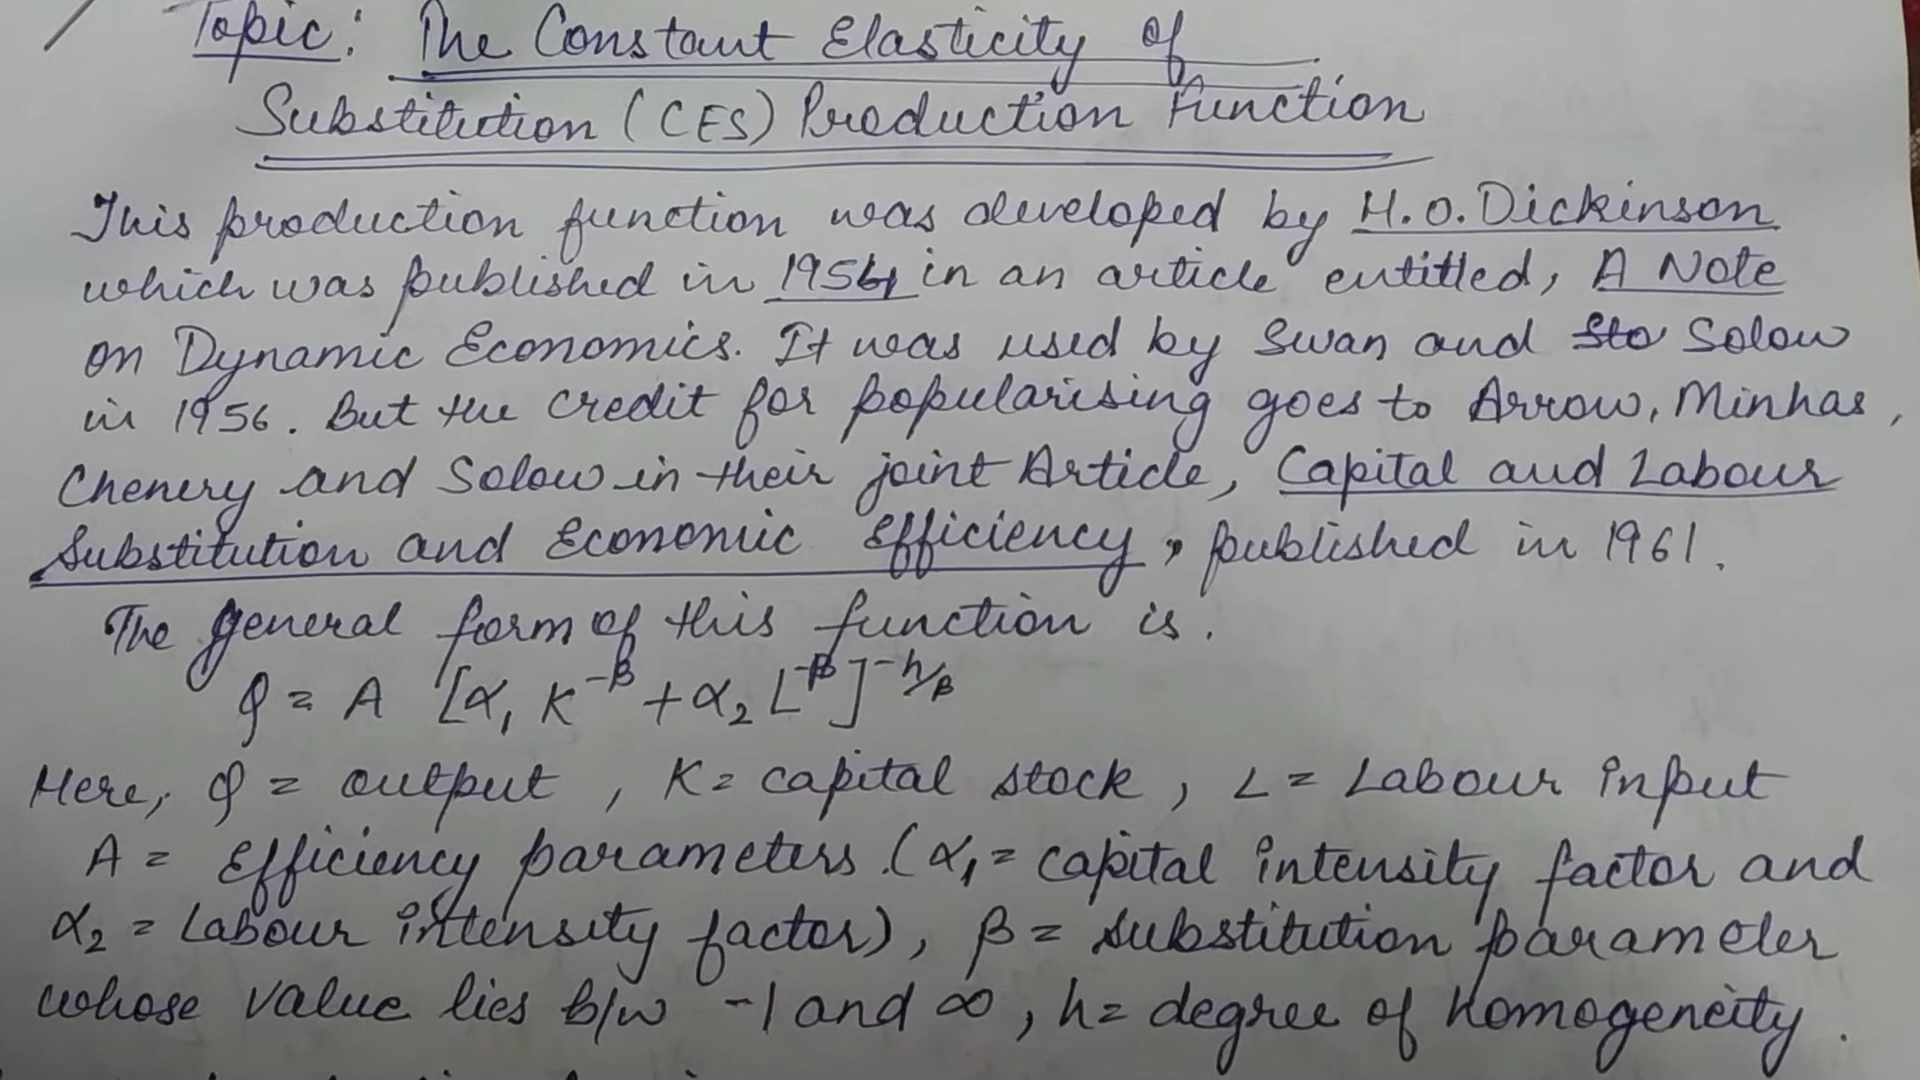 Topic: The Constant Elasticity of
Substitution (CES) Production Function
This production function was developed by H.O. Dickinson
which was published in 1954 in an article entitled, A Note
on Dynamic Economics. It was used by Swan and Sto Solow
in 1956. But the credit for popularising goes to Arrow, Minhas,
Chenery and Solow in their joint Article, Capital and Labour
Substitution and Economic Efficiency, published in 1961.
The general form of this function is.
Q = A [α₁ K^-β + α₂ L^-β]^-h/β
Here, Q = output, K = capital stock, L = Labour input
A = Efficiency parameters. (α₁ = capital intensity factor and
α₂ = Labour intensity factor), β = substitution parameter
whose value lies b/w -1 and ∞, h = degree of Homogeneity.